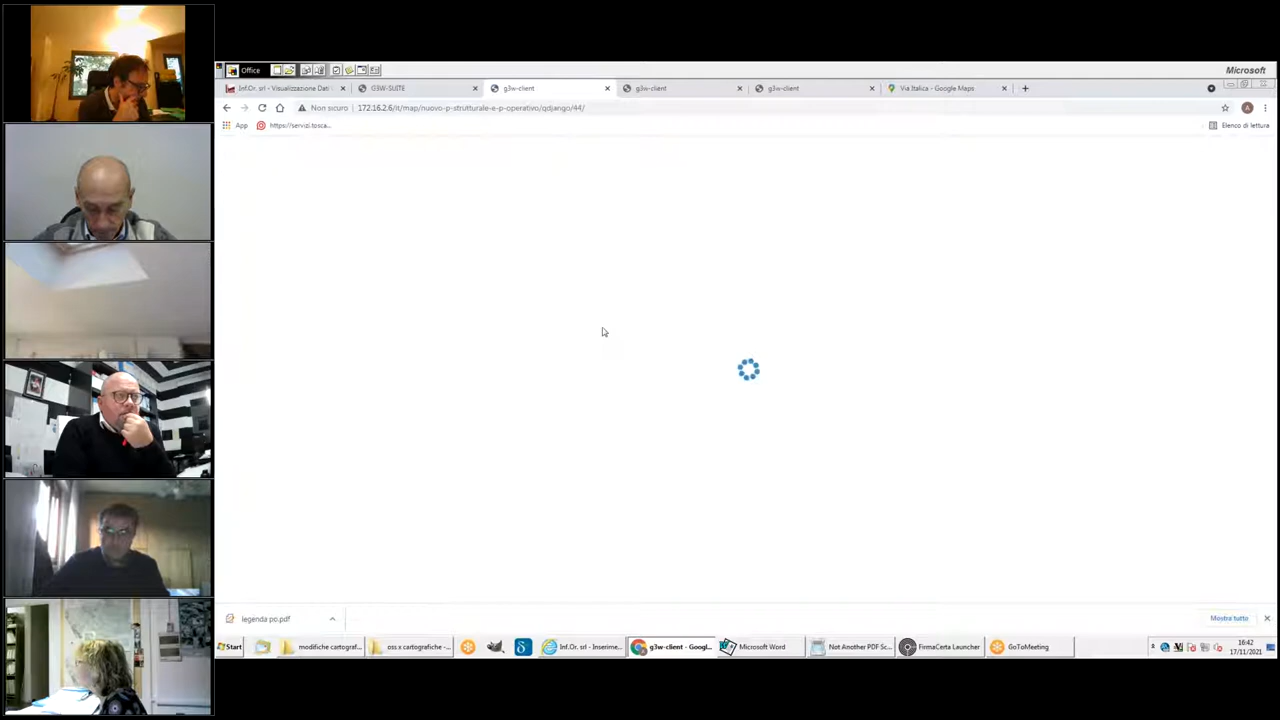 Office
Microsoft
Inf.Or. srl - Visualizzazione Dati
G3W-SUITE
g3w-client
g3w-client
g3w-client
Via Italica - Google Maps
Non sicuro
172.16.2.6/it/map/nuovo-p-strutturale-e-p-operativo/qdjango/44/
A
App
https://servizi.tosca...
Elenco di lettura
legenda po.pdf
Mostra tutte
Start
modifiche cartograf...
oss x cartografiche -...
Inf.Or. srl - Inserime...
g3w-client - Googl...
Microsoft Word
Not Another PDF Sc...
FirmaCerta Launcher
GoToMeeting
16:42
17/11/2021